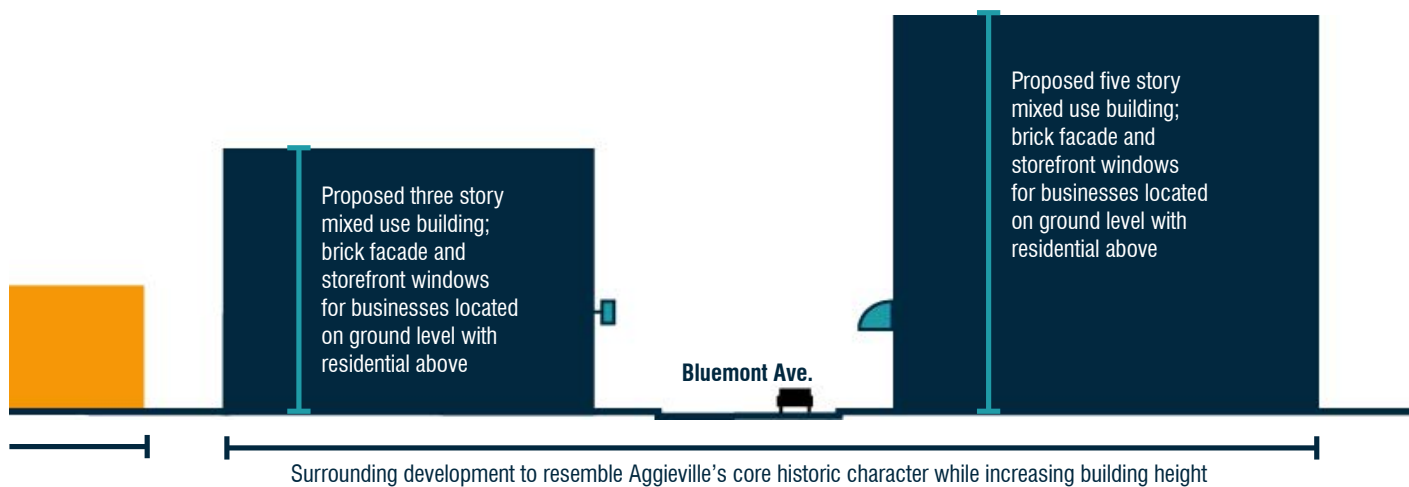 Proposed five story
mixed use building;
brick facade and
storefront windows
for businesses located
on ground level with
residential above
Proposed three story
mixed use building;
brick facade and
storefront windows
for businesses located
on ground level with
residential above
Bluemont Ave.
Surrounding development to resemble Aggieville's core historic character while increasing building height